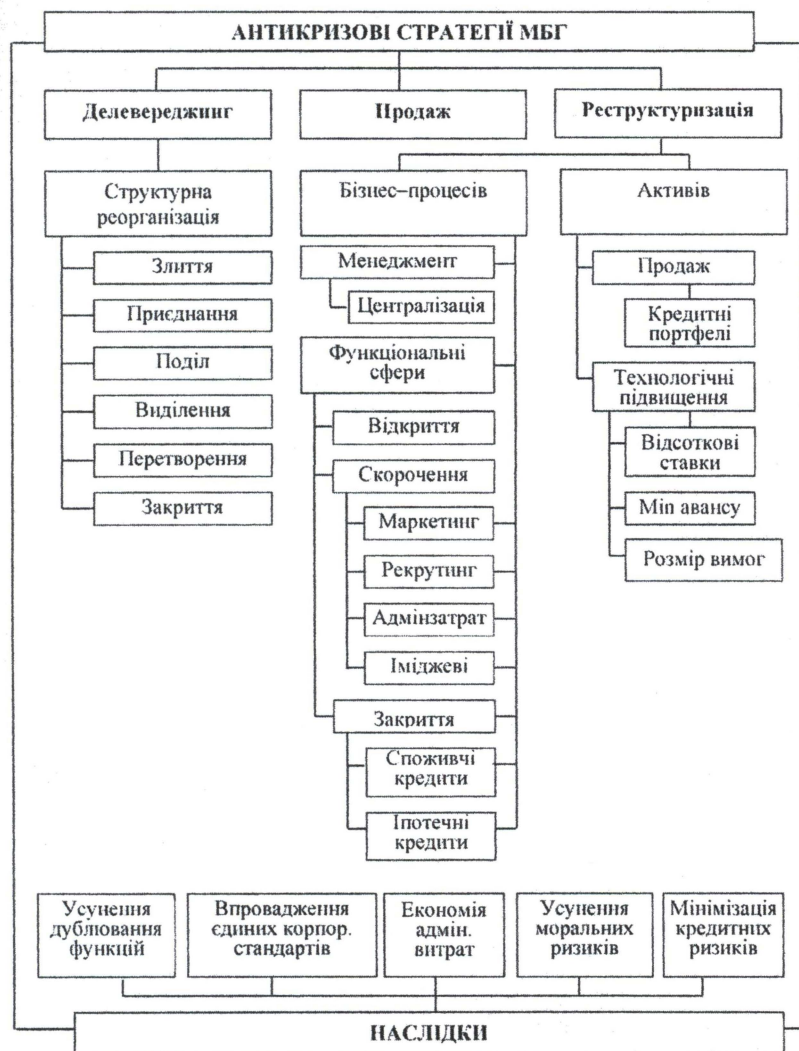 АНТИКРИЗОВІ СТРАТЕГІЇ МБГ
Делевереджинг
Продаж
Реструктуризація
Структурна
реорганізація
Злиття
Приєднання
Поділ
Виділення
Перетворення
Закриття
Бізнес–процесів
Менеджмент
Централізація
Функціональні
сфери
Відкриття
Скорочення
Маркетинг
Рекрутинг
Адмінзатрат
Іміджеві
Закриття
Споживчі
кредити
Іпотечні
кредити
Активів
Продаж
Кредитні
портфелі
Технологічні
підвищення
Відсоткові
ставки
Min авансу
Розмір вимог
Усунення
дублювання
функцій
Впровадження
єдиних корпор.
стандартів
Економія
адмін.
витрат
Усунення
моральних
ризиків
Мінімізація
кредитних
ризиків
НАСЛІДКИ